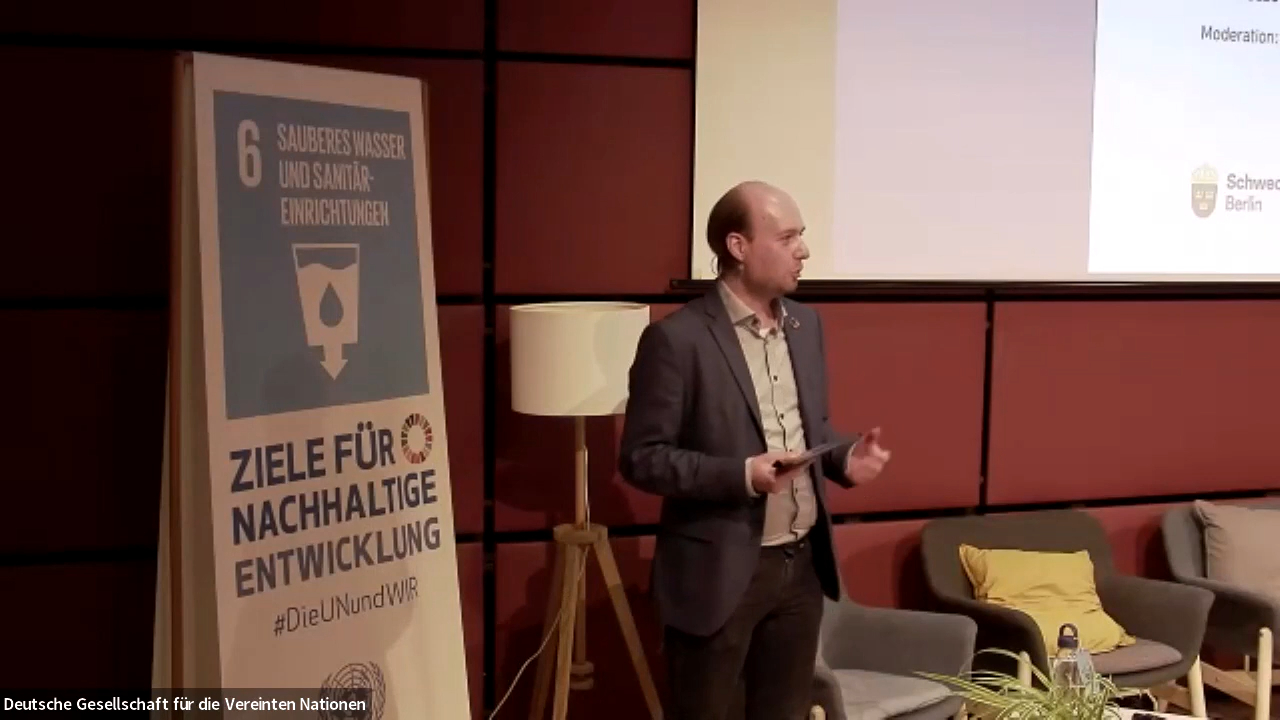 6 SAUBERES WASSER
UND SANITÄR-
EINRICHTUNGEN
ZIELE FÜR
NACHHALTIGE
ENTWICKLUNG
#DieUNundWIR
Moderation:
Schwed
Berlin
Deutsche Gesellschaft für die Vereinten Nationen